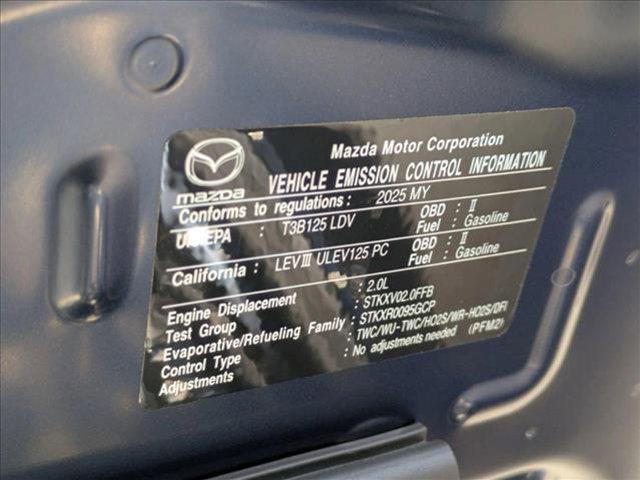 Mazda Motor Corporation
mazda
VEHICLE EMISSION CONTROL INFORMATION
Conforms to regulations : 2025 MY
U.S. EPA : T3B125 LDV OBD : II
Fuel : Gasoline
California : LEV III ULEV125 PC OBD : II
Fuel : Gasoline
Engine Displacement : 2.0L
Test Group : STKXV02.0FFB
Evaporative/Refueling Family : STKXR0095GCP
Control Type : TWC/WU-TWC/HO2S/WR-HO2S/DFI
Adjustments : No adjustments needed (PFM2)